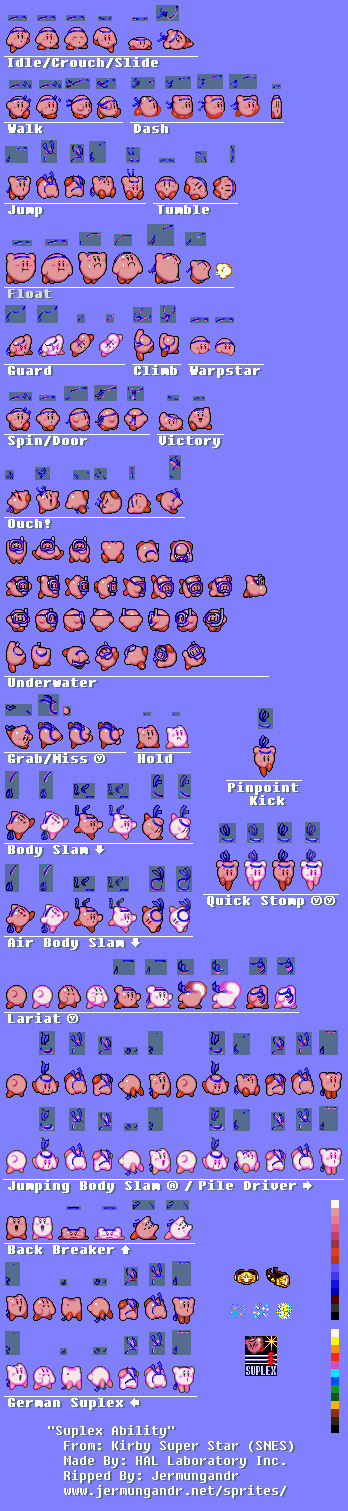 Idle/Crouch/Slide
Walk Dash
Jump Tumble
Float
Guard Climb Warpstar
Spin/Door Victory
Ouch!
Underwater
Grab/Miss Ⓨ Hold
Pinpoint
Kick
Body Slam ↓
Quick Stomp ⓎⓎ
Air Body Slam ↓
Lariat Ⓨ
Jumping Body Slam Ⓑ / Pile Driver →
Back Breaker ↑
SUPLEX
German Suplex ←
"Suplex Ability"
From: Kirby Super Star (SNES)
Made By: HAL Laboratory Inc.
Ripped By: Jermungandr
www.jermungandr.net/sprites/